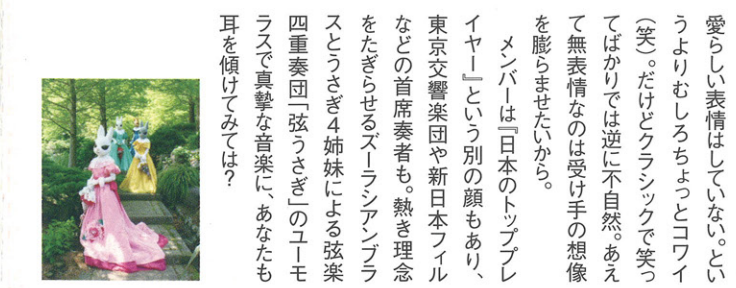 愛らしい表情はしていない。とい
うよりむしろちょっとコワイ
（笑）。だけどクラシックで笑っ
てばかりでは逆に不自然。あえ
て無表情なのは受け手の想像
を膨らませたいから。
メンバーは『日本のトッププレ
イヤー』という別の顔もあり、
東京交響楽団や新日本フィル
などの首席奏者も。熱き理念
をたぎらせるズーラシアンブラ
スとうさぎ4姉妹による弦楽
四重奏団「弦うさぎ」のユーモ
ラスで真摯な音楽に、あなたも
耳を傾けてみては？